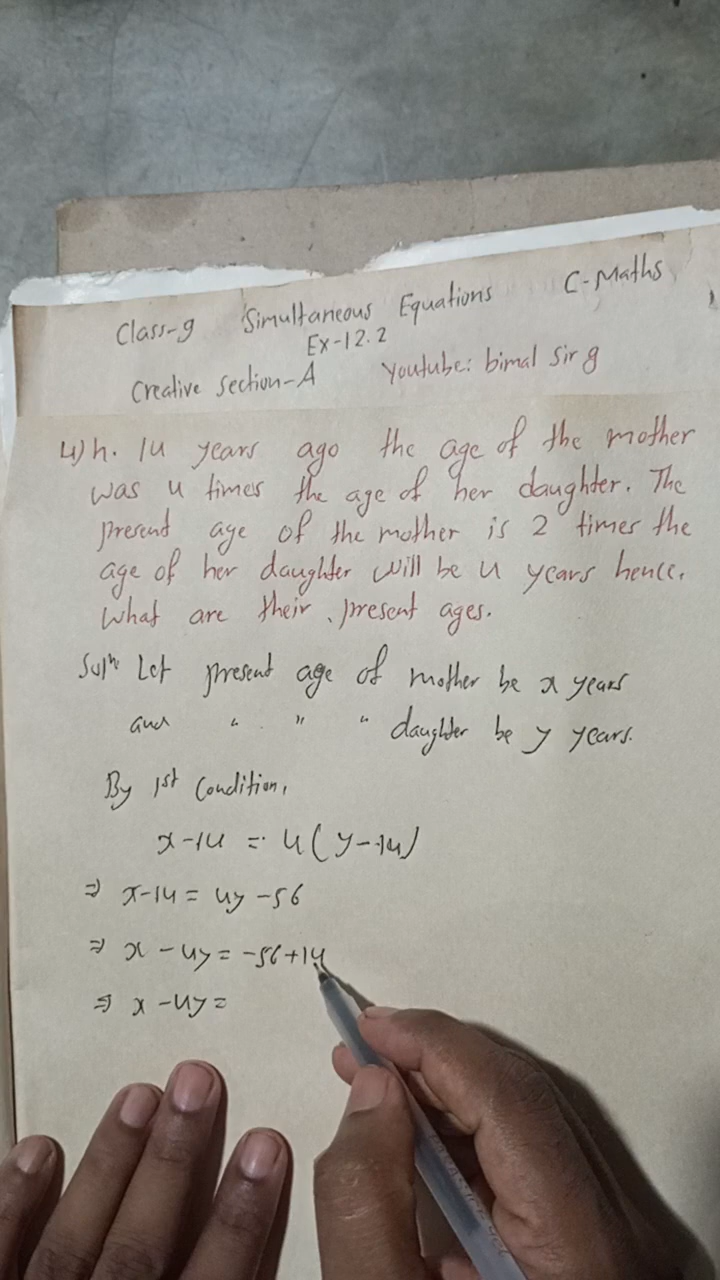 Class-9 Simultaneous Equations C-Maths
Ex-12.2
Creative Section-A Youtube: bimal sir g
4) h. 14 years ago the age of the mother
was 4 times the age of her daughter. The
present age of the mother is 2 times the
age of her daughter will be 4 years hence.
What are their present ages.
Solⁿ: Let present age of mother be x years
and " " " daughter be y years.
By 1st Condition,
x-14 = 4(y-14)
⇒ x-14 = 4y -56
⇒ x - 4y = -56+14
⇒ x -4y =